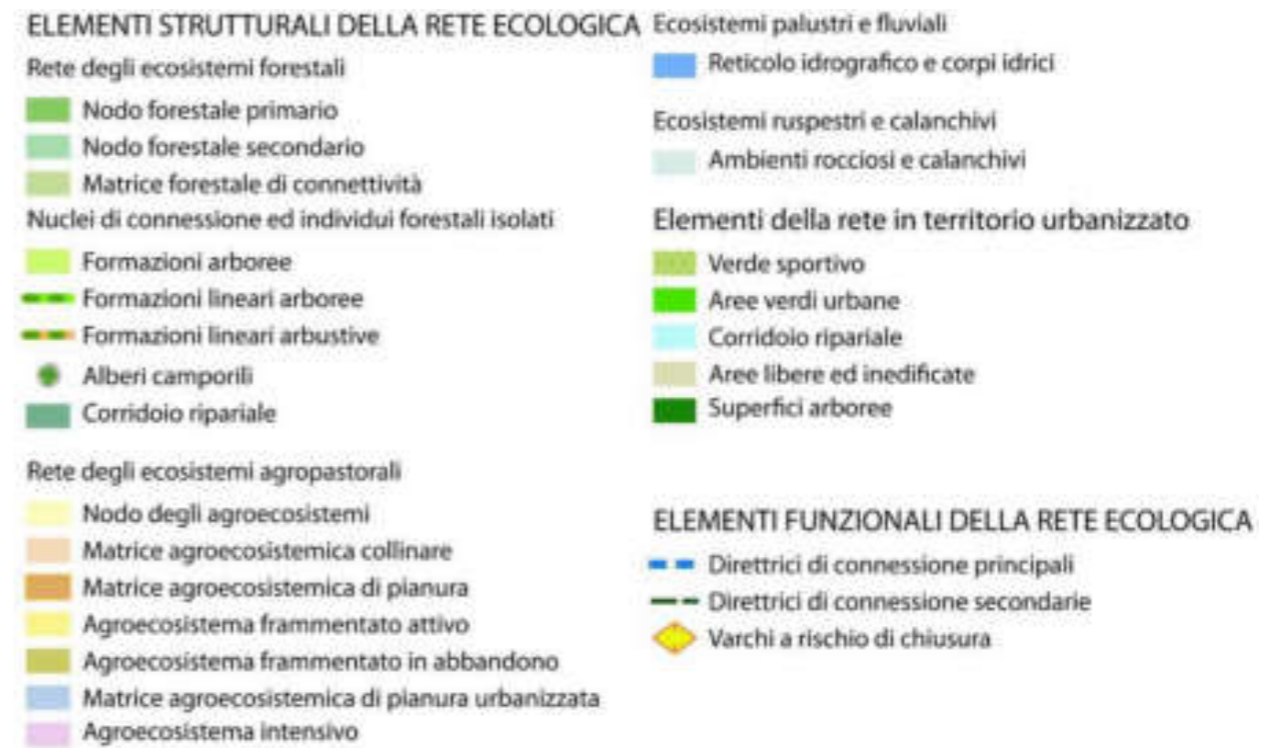 ELEMENTI STRUTTURALI DELLA RETE ECOLOGICA
Rete degli ecosistemi forestali
Nodo forestale primario
Nodo forestale secondario
Matrice forestale di connettività
Nuclei di connessione ed individui forestali isolati
Formazioni arboree
Formazioni lineari arboree
Formazioni lineari arbustive
Alberi camporili
Corridoio ripariale
Rete degli ecosistemi agropastorali
Nodo degli agroecosistemi
Matrice agroecosistemica collinare
Matrice agroecosistemica di pianura
Agroecosistema frammentato attivo
Agroecosistema frammentato in abbandono
Matrice agroecosistemica di pianura urbanizzata
Agroecosistema intensivo
Ecosistemi palustri e fluviali
Reticolo idrografico e corpi idrici
Ecosistemi ruspestri e calanchivi
Ambienti rocciosi e calanchivi
Elementi della rete in territorio urbanizzato
Verde sportivo
Aree verdi urbane
Corridoio ripariale
Aree libere ed inedificate
Superfici arboree
ELEMENTI FUNZIONALI DELLA RETE ECOLOGICA
Direttrici di connessione principali
Direttrici di connessione secondarie
Varchi a rischio di chiusura